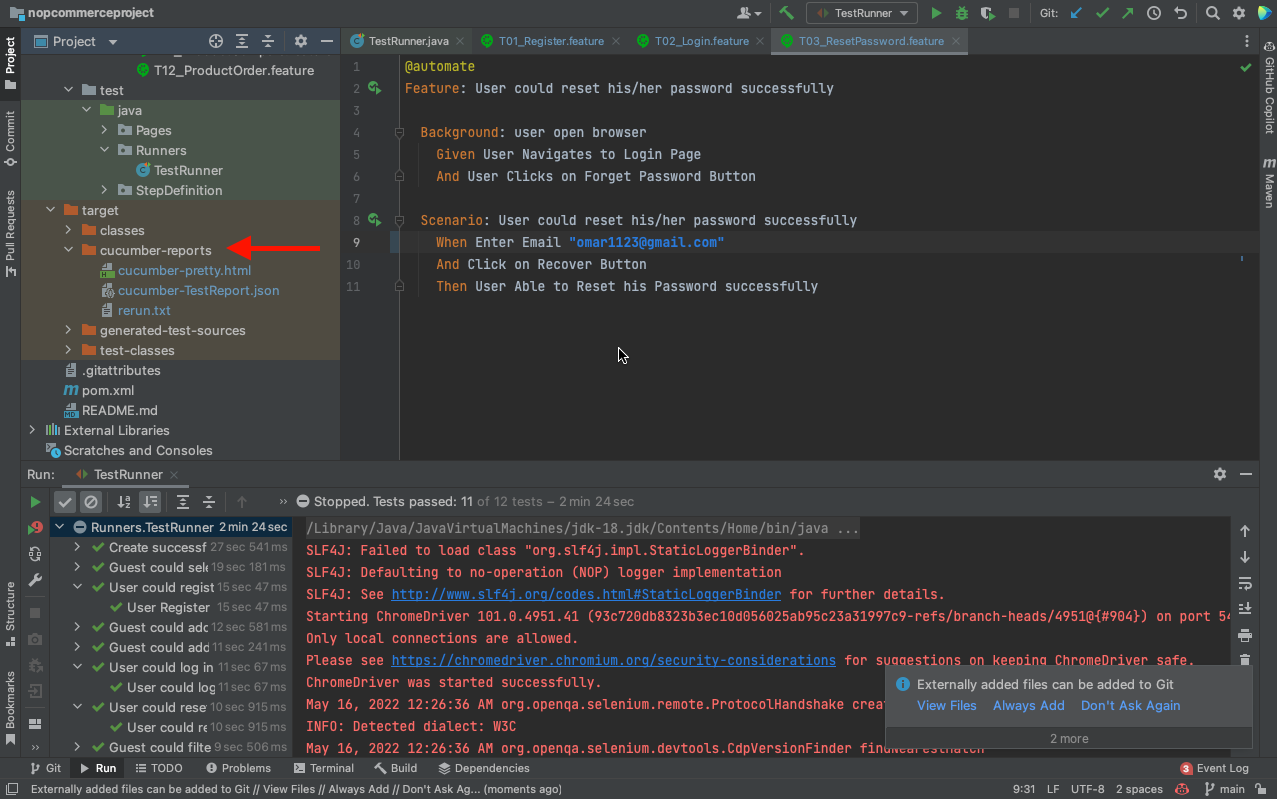 nopcommerceproject
TestRunner
Git:
Project
TestRunner.java
T01_Register.feature
T02_Login.feature
T03_ResetPassword.feature
Project
Commit
Pull Requests
Structure
Bookmarks
T12_ProductOrder.feature
test
java
Pages
Runners
TestRunner
StepDefinition
target
classes
cucumber-reports
cucumber-pretty.html
cucumber-TestReport.json
rerun.txt
generated-test-sources
test-classes
.gitattributes
pom.xml
README.md
External Libraries
Scratches and Consoles
1 @automate
2 Feature: User could reset his/her password successfully
3
4 Background: user open browser
5 Given User Navigates to Login Page
6 And User Clicks on Forget Password Button
7
8 Scenario: User could reset his/her password successfully
9 When Enter Email "omar1123@gmail.com"
10 And Click on Recover Button
11 Then User Able to Reset his Password successfully
GitHub Copilot
Maven
Run: TestRunner
Stopped. Tests passed: 11 of 12 tests – 2 min 24 sec
Runners.TestRunner 2 min 24 sec
Create successf 27 sec 541 ms
Guest could sele 19 sec 181 ms
User could regist 15 sec 47 ms
User Register 15 sec 47 ms
Guest could add 12 sec 581 ms
Guest could add 11 sec 241 ms
User could log in 11 sec 67 ms
User could log 11 sec 67 ms
User could rese 10 sec 915 ms
User could re 10 sec 915 ms
Guest could filte 9 sec 506 ms
/Library/Java/JavaVirtualMachines/jdk-18.jdk/Contents/Home/bin/java ...
SLF4J: Failed to load class "org.slf4j.impl.StaticLoggerBinder".
SLF4J: Defaulting to no-operation (NOP) logger implementation
SLF4J: See http://www.slf4j.org/codes.html#StaticLoggerBinder for further details.
Starting ChromeDriver 101.0.4951.41 (93c720db8323b3ec10d056025ab95c23a31997c9-refs/branch-heads/4951@{#904}) on port 54
Only local connections are allowed.
Please see https://chromedriver.chromium.org/security-considerations for suggestions on keeping ChromeDriver safe.
ChromeDriver was started successfully.
May 16, 2022 12:26:36 AM org.openqa.selenium.remote.ProtocolHandshake crea
INFO: Detected dialect: W3C
May 16, 2022 12:26:36 AM org.openqa.selenium.devtools.CdpVersionFinder findNearestMatch
Externally added files can be added to Git
View Files Always Add Don't Ask Again
2 more
Git Run TODO Problems Terminal Build Dependencies
3 Event Log
Externally added files can be added to Git // View Files // Always Add // Don't Ask Ag... (moments ago)
9:31 LF UTF-8 2 spaces main